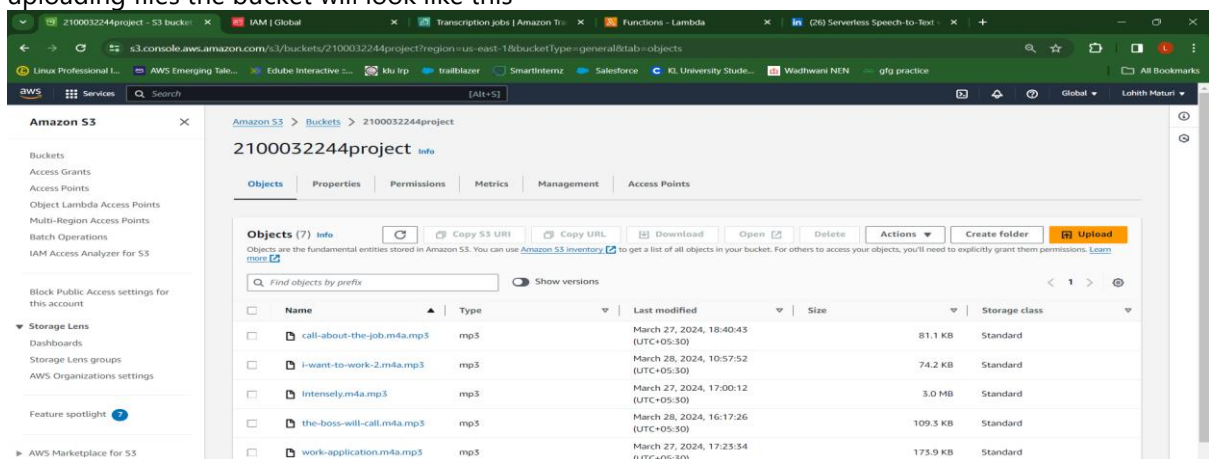 uploading files the bucket will look like this
2100032244project - S3 bucket
IAM | Global
Transcription jobs | Amazon Tra
Functions - Lambda
(26) Serverless Speech-to-Text
s3.console.aws.amazon.com/s3/buckets/2100032244project?region=us-east-1&bucketType=general&tab=objects
Linux Professional I... AWS Emerging Tale... Edube Interactive ::... klu lrp trailblazer SmartInternz Salesforce KL University Stude... Wadhwani NEN gfg practice All Bookmarks
aws Services Search [Alt+S] Global Lohith Maturi
Amazon S3
Buckets
Access Grants
Access Points
Object Lambda Access Points
Multi-Region Access Points
Batch Operations
IAM Access Analyzer for S3
Block Public Access settings for
this account
Storage Lens
Dashboards
Storage Lens groups
AWS Organizations settings
Feature spotlight 7
AWS Marketplace for S3
Amazon S3 > Buckets > 2100032244project
2100032244project Info
Objects Properties Permissions Metrics Management Access Points
Objects (7) Info Copy S3 URI Copy URL Download Open Delete Actions Create folder Upload
Objects are the fundamental entities stored in Amazon S3. You can use Amazon S3 inventory to get a list of all objects in your bucket. For others to access your objects, you'll need to explicitly grant them permissions. Learn
more
Find objects by prefix Show versions 1
Name Type Last modified Size Storage class
call-about-the-job.m4a.mp3 mp3 March 27, 2024, 18:40:43 (UTC+05:30) 81.1 KB Standard
i-want-to-work-2.m4a.mp3 mp3 March 28, 2024, 10:57:52 (UTC+05:30) 74.2 KB Standard
Intensely.m4a.mp3 mp3 March 27, 2024, 17:00:12 (UTC+05:30) 3.0 MB Standard
the-boss-will-call.m4a.mp3 mp3 March 28, 2024, 16:17:26 (UTC+05:30) 109.3 KB Standard
work-application.m4a.mp3 mp3 March 27, 2024, 17:23:34 (UTC+05:30) 173.9 KB Standard